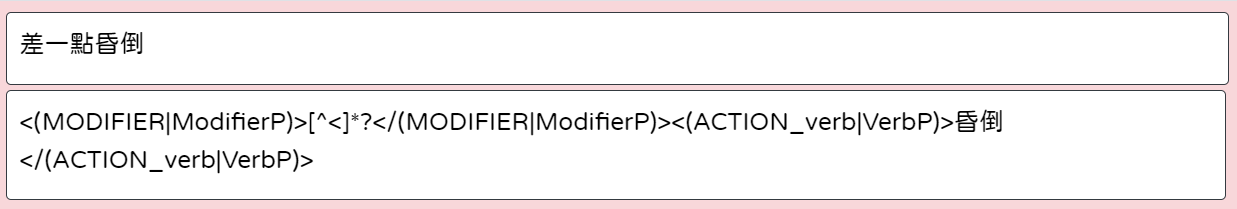 差一點昏倒
<(MODIFIER|ModifierP)>[^<]*?</(MODIFIER|ModifierP)><(ACTION_verb|VerbP)>昏倒
</(ACTION_verb|VerbP)>